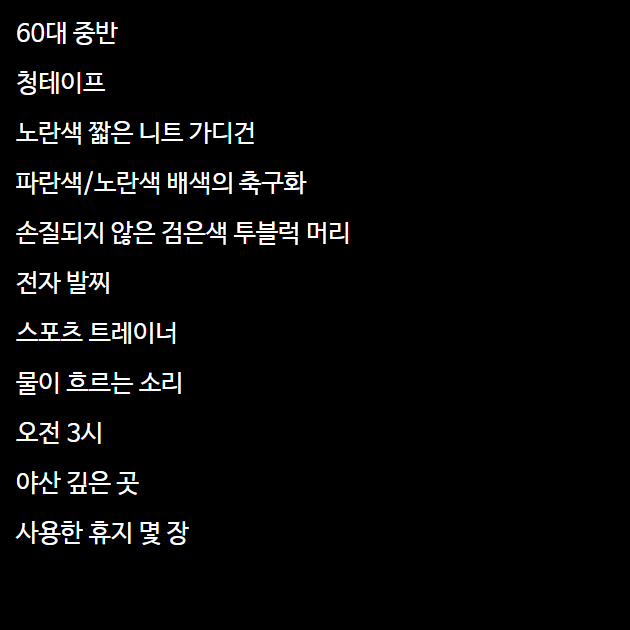 60대 중반
청테이프
노란색 짧은 니트 가디건
파란색/노란색 배색의 축구화
손질되지 않은 검은색 투블럭 머리
전자 발찌
스포츠 트레이너
물이 흐르는 소리
오전 3시
야산 깊은 곳
사용한 휴지 몇 장